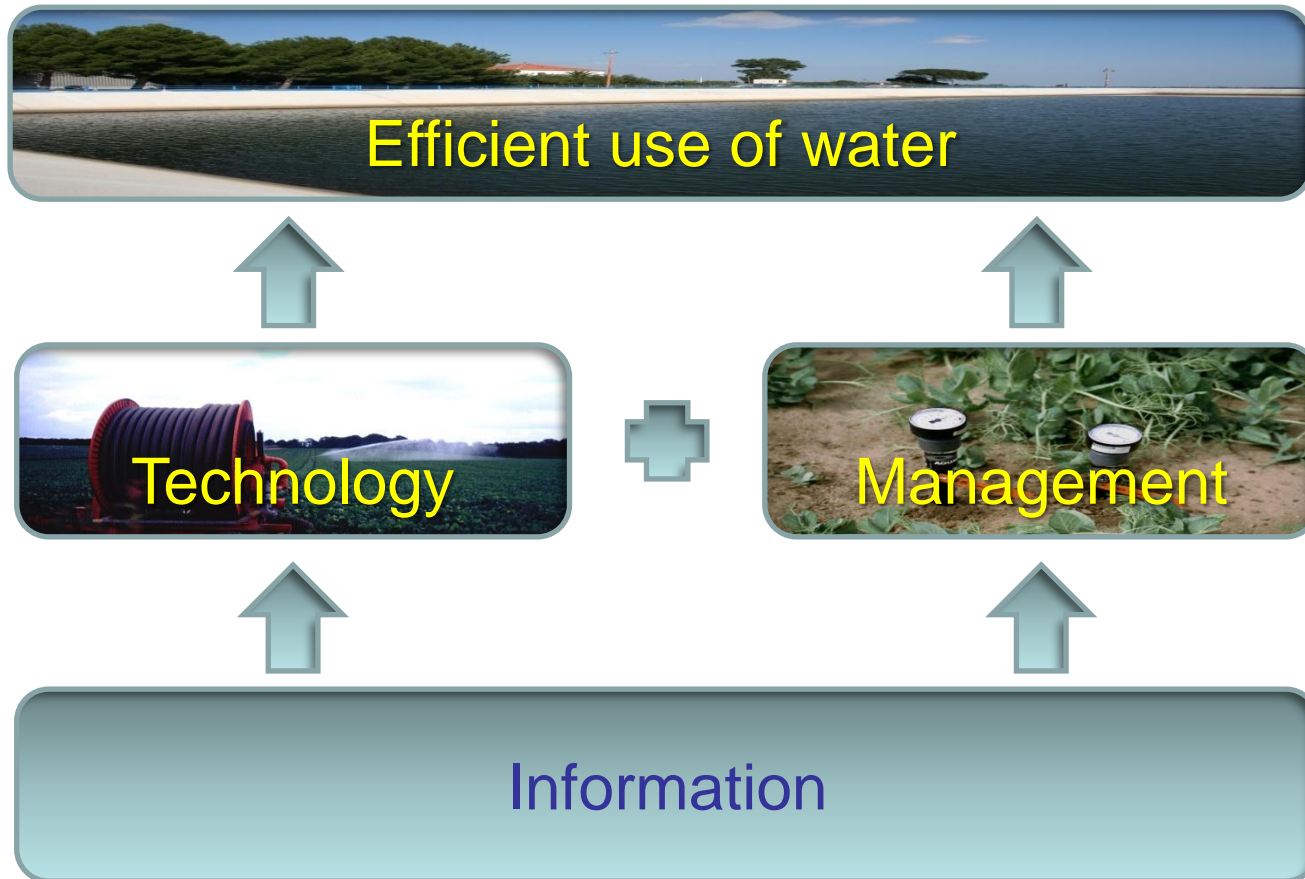 Efficient use of water
Technology
Management
Information